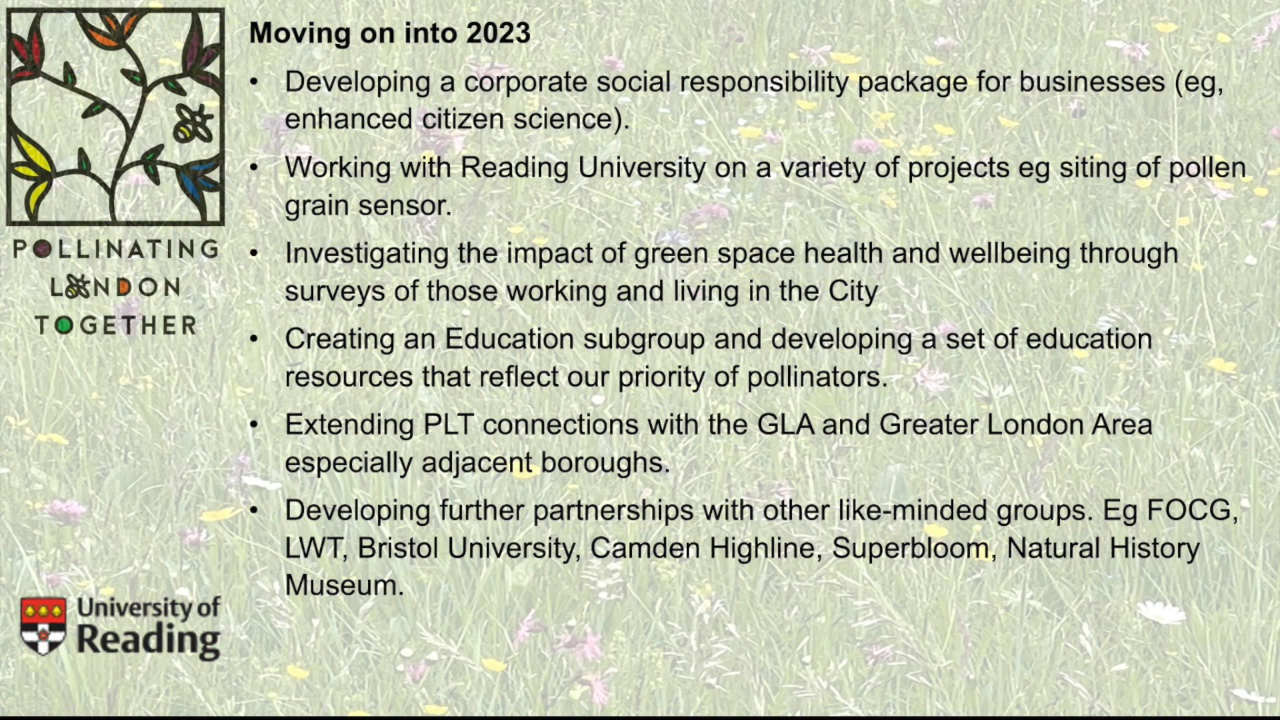 Moving on into 2023
• Developing a corporate social responsibility package for businesses (eg,
enhanced citizen science).
• Working with Reading University on a variety of projects eg siting of pollen
grain sensor.
• Investigating the impact of green space health and wellbeing through
surveys of those working and living in the City
• Creating an Education subgroup and developing a set of education
resources that reflect our priority of pollinators.
• Extending PLT connections with the GLA and Greater London Area
especially adjacent boroughs.
• Developing further partnerships with other like-minded groups. Eg FOCG,
LWT, Bristol University, Camden Highline, Superbloom, Natural History
Museum.
POLLINATING
LONDON
TOGETHER
University of
Reading